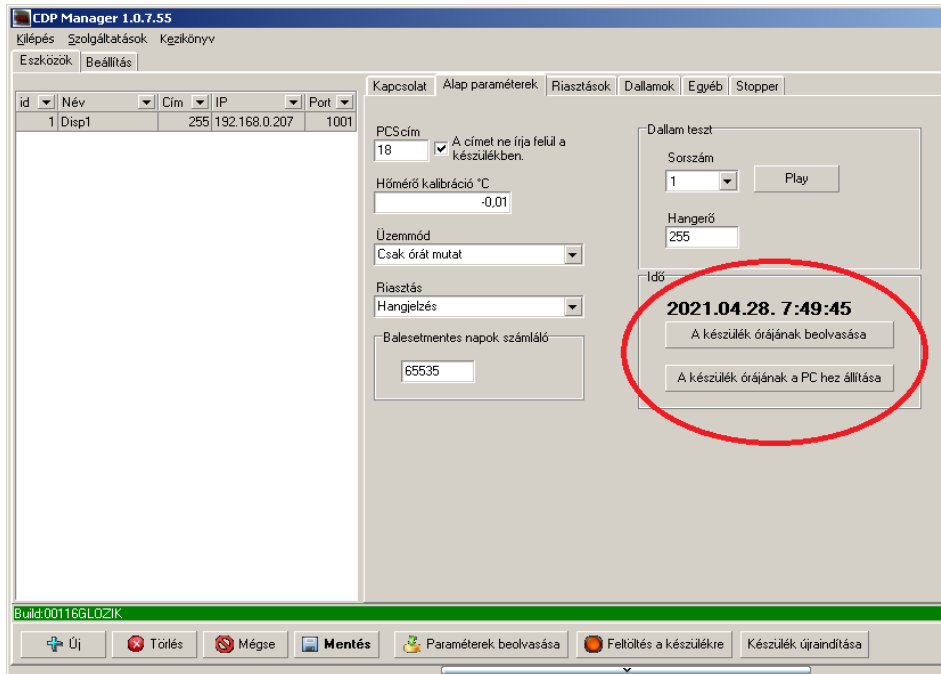 CDP Manager 1.0.7.55
Kilépés Szolgáltatások Kezikönyv
Eszközök Beállítás
Kapcsolat Alap paraméterek Riasztások Dallamok Egyéb Stopper
id Név Cím IP Port
1 Disp1 255 192.168.0.207 1001
PCScím
18
A címet ne írja felül a
készülékben.
Hőmérő kalibráció °C
-0,01
Üzemmód
Csak órát mutat
Riasztás
Hangjelzés
Balesetmentes napok számláló
65535
Dallam teszt
Sorszám
1 Play
Hangerő
255
Idő
2021.04.28. 7:49:45
A készülék órájának beolvasása
A készülék órájának a PC hez állítása
Build:00116GLOZIK
Új Törlés Mégse Mentés Paraméterek beolvasása Feltöltés a készülékre Készülék újraindítása